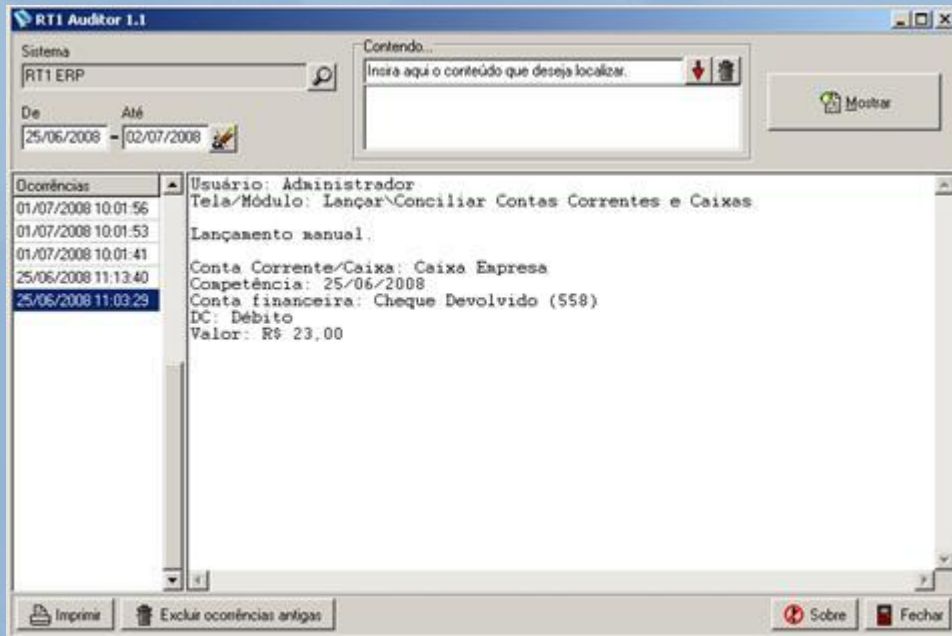 RT1 Auditor 1.1
Sistema
RT1 ERP
De Até
25/06/2008 - 02/07/2008
Contendo...
Insira aqui o conteúdo que deseja localizar.
Mostrar
Ocorrências
01/07/2008 10:01:56
01/07/2008 10:01:53
01/07/2008 10:01:41
25/06/2008 11:13:40
25/06/2008 11:03:29
Usuário: Administrador
Tela/Módulo: Lançar\Conciliar Contas Correntes e Caixas
Lançamento manual.
Conta Corrente/Caixa: Caixa Empresa
Competência: 25/06/2008
Conta financeira: Cheque Devolvido (558)
DC: Débito
Valor: R$ 23,00
Imprimir Excluir ocorrências antigas Sobre Fechar